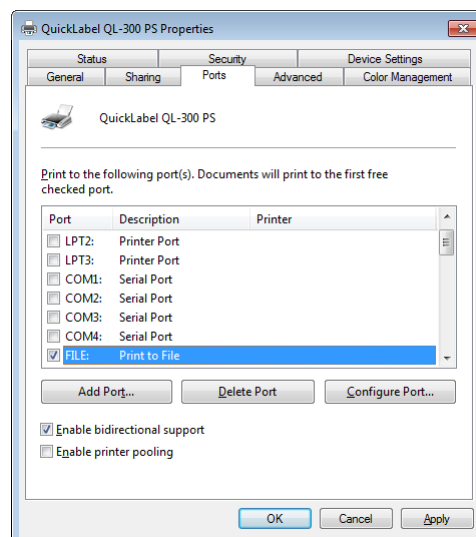 QuickLabel QL-300 PS Properties
Status Security Device Settings
General Sharing Ports Advanced Color Management
QuickLabel QL-300 PS
Print to the following port(s). Documents will print to the first free
checked port.
Port Description Printer
LPT2: Printer Port
LPT3: Printer Port
COM1: Serial Port
COM2: Serial Port
COM3: Serial Port
COM4: Serial Port
FILE: Print to File
Add Port... Delete Port Configure Port...
Enable bidirectional support
Enable printer pooling
OK Cancel Apply